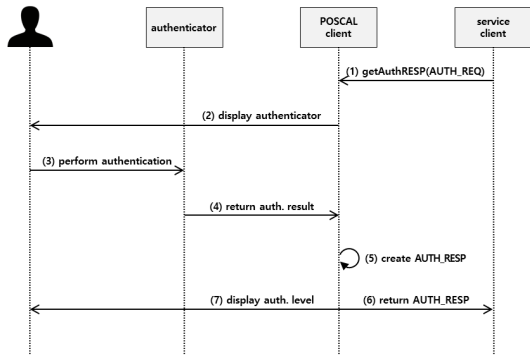 authenticator
POSCAL
client
service
client
(1) getAuthRESP(AUTH_REQ)
(2) display authenticator
(3) perform authentication
(4) return auth. result
(5) create AUTH_RESP
(7) display auth. level
(6) return AUTH_RESP